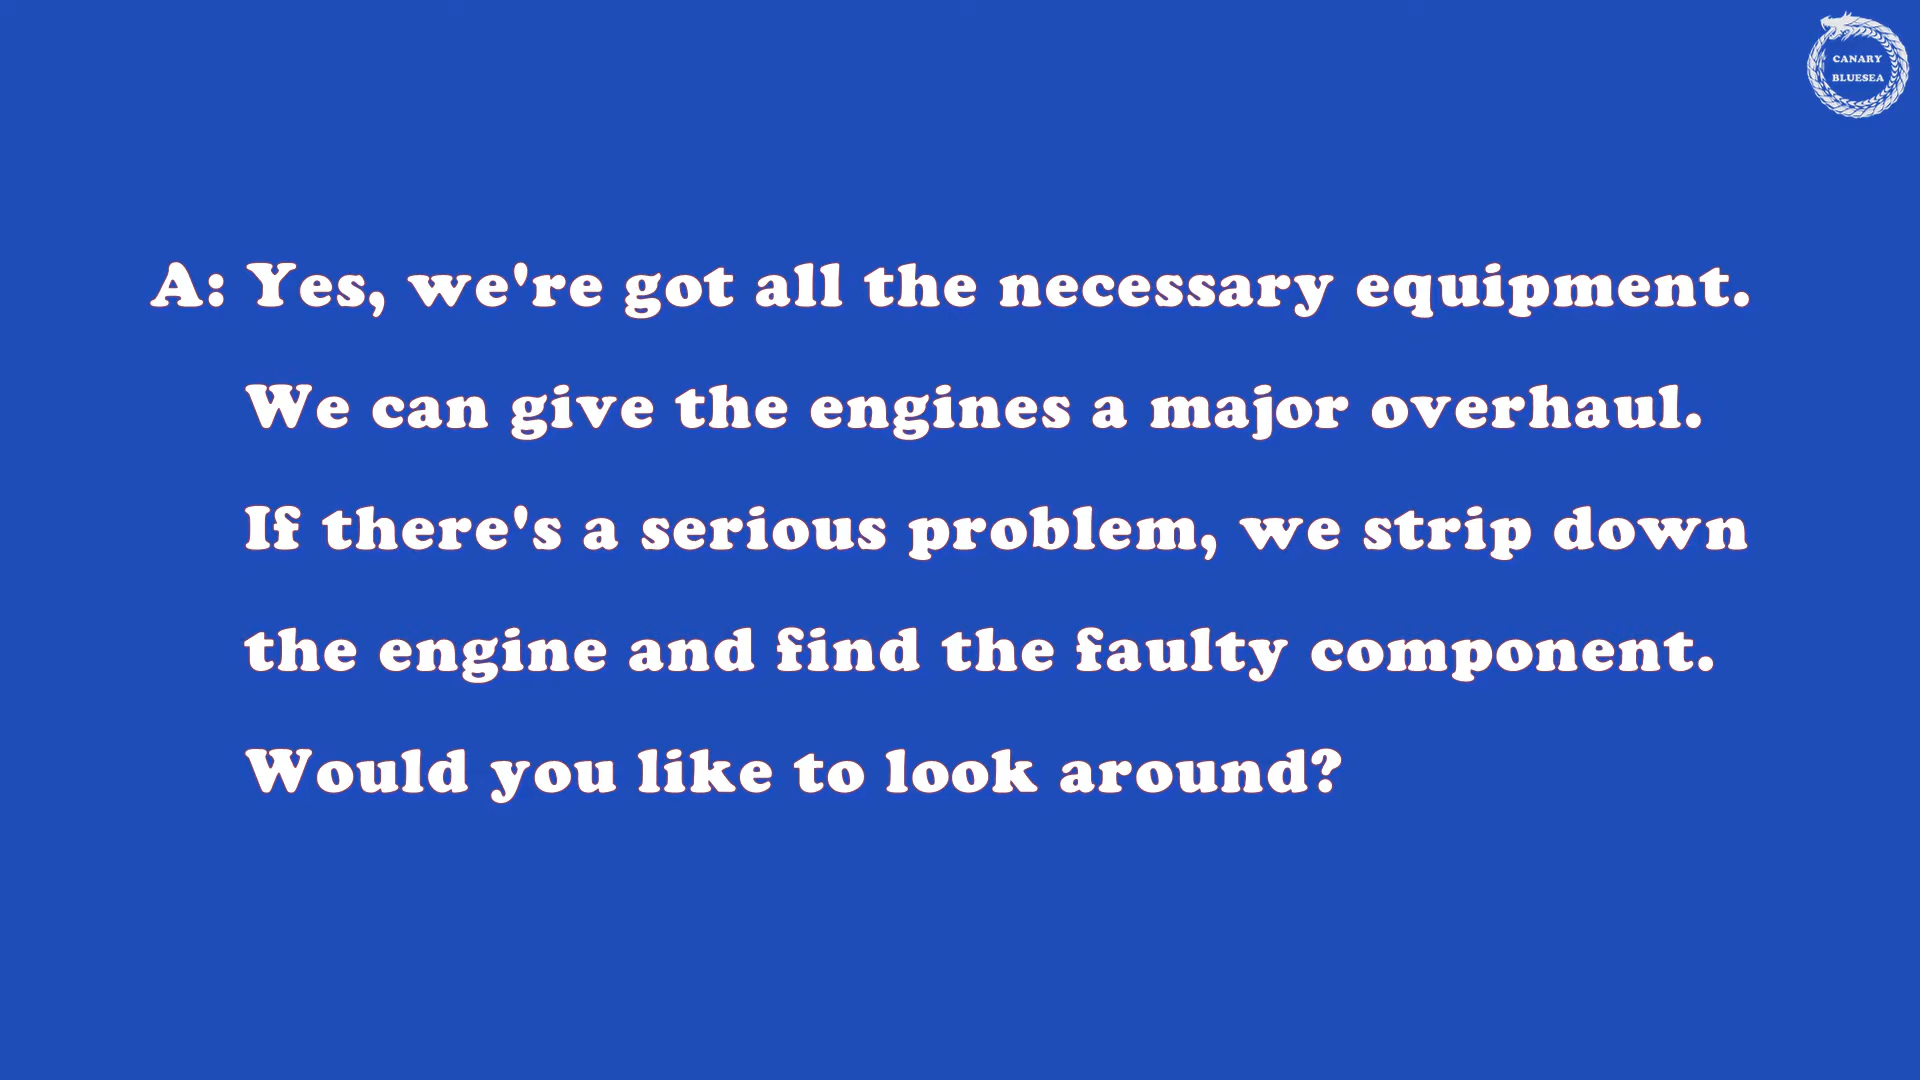 CANARY
BLUESEA
A: Yes, we're got all the necessary equipment.
We can give the engines a major overhaul.
If there's a serious problem, we strip down
the engine and find the faulty component.
Would you like to look around?